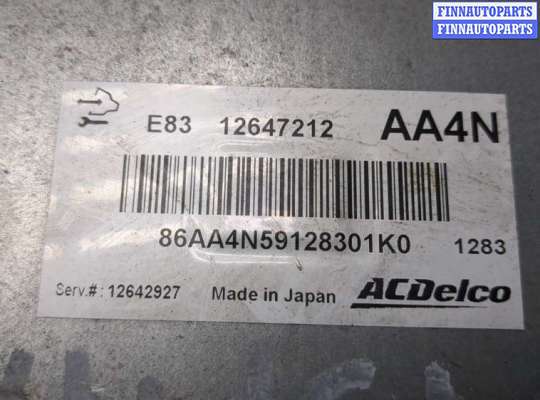 FINNAUTOPARTS
FINNAUTOPARTS
E83 12647212 AA4N
86AA4N59128301K0 1283
Serv.#: 12642927 Made in Japan ACDelco